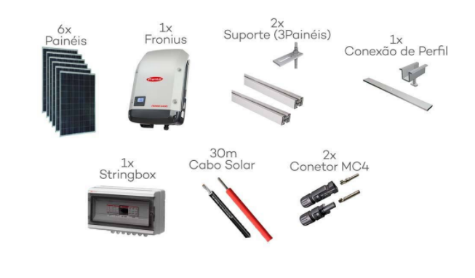 6x
Painéis
1x
Fronius
2x
Suporte (3Painéis)
1x
Conexão de Perfil
1x
Stringbox
30m
Cabo Solar
2x
Conetor MC4